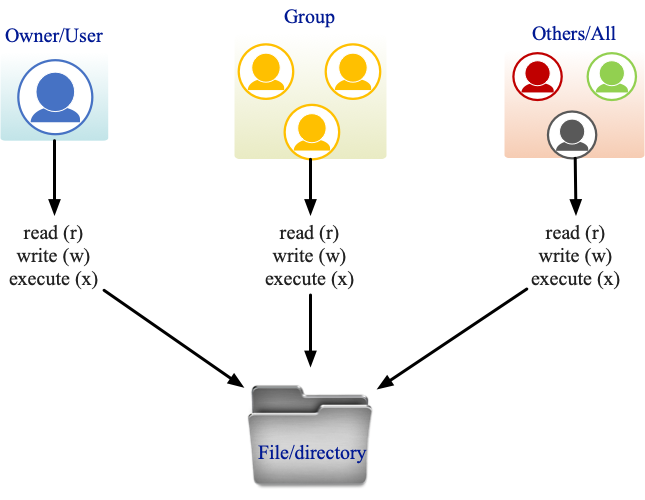 Owner/User
Group
Others/All
read (r)
write (w)
execute (x)
read (r)
write (w)
execute (x)
read (r)
write (w)
execute (x)
File/directory